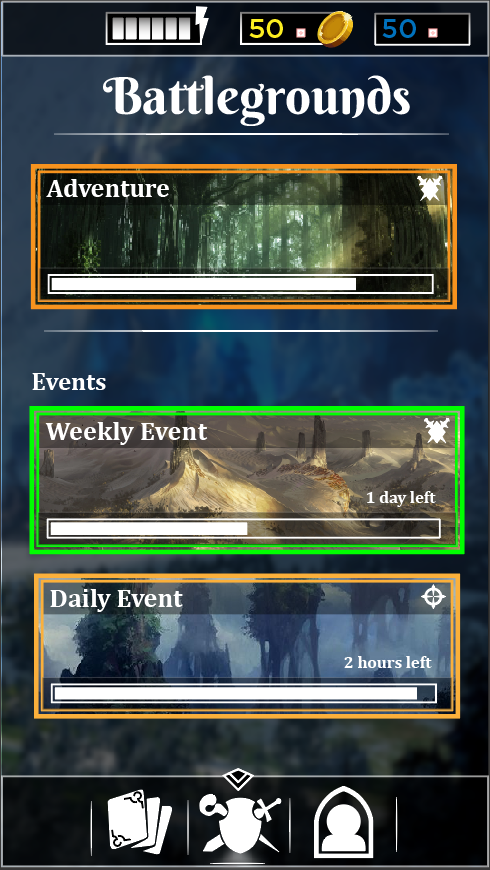 50 50
Battlegrounds
Adventure
Events
Weekly Event
1 day left
Daily Event
2 hours left